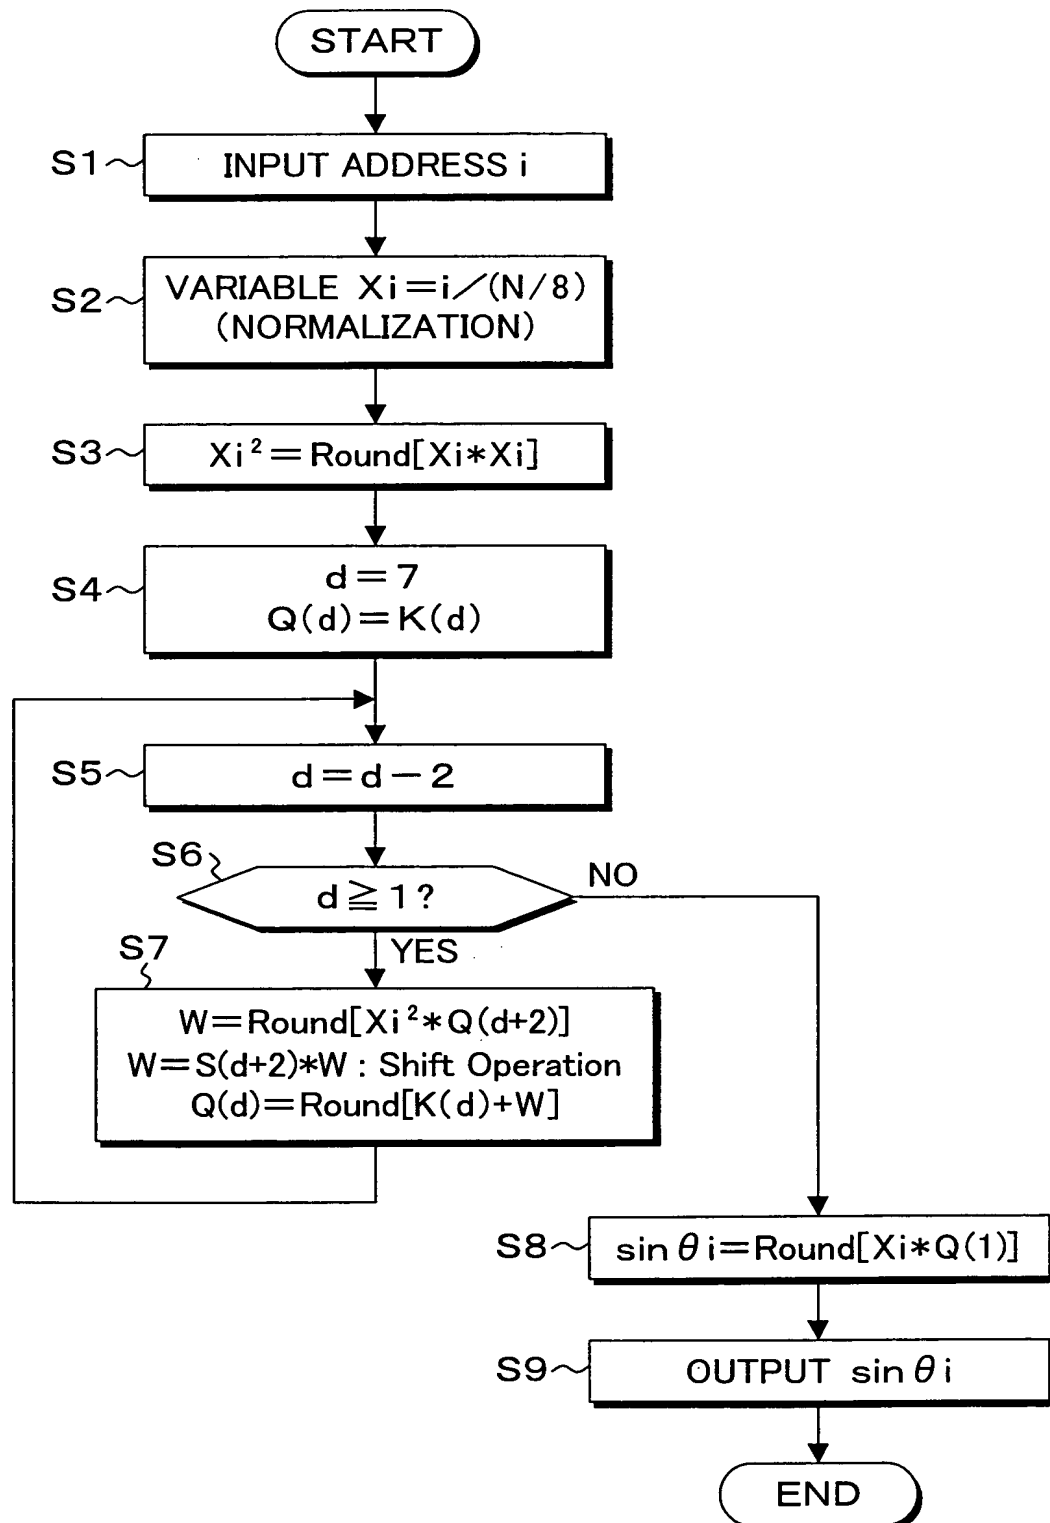 START
S1
INPUT ADDRESS i
S2
VARIABLE Xi=i/(N/8)
(NORMALIZATION)
S3
Xi²=Round[Xi*Xi]
S4
d=7
Q(d)=K(d)
S5
d=d-2
S6
d≧1?
NO
YES
S7
W=Round[Xi²*Q(d+2)]
W=S(d+2)*W : Shift Operation
Q(d)=Round[K(d)+W]
S8
sin θ i=Round[Xi*Q(1)]
S9
OUTPUT sin θ i
END